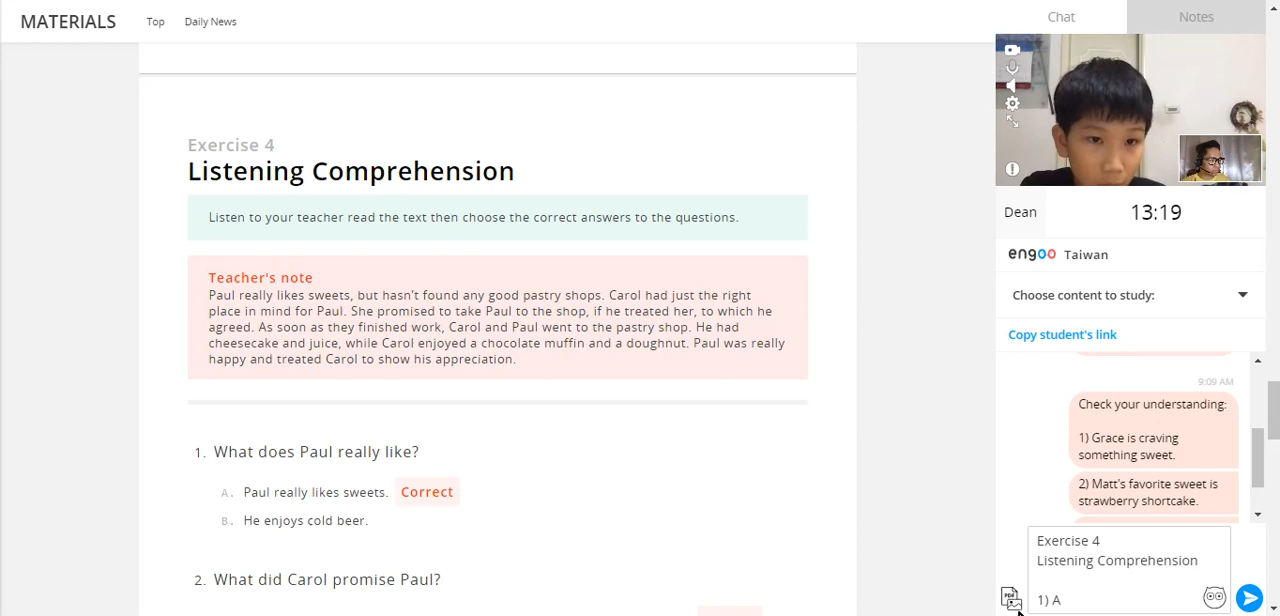 MATERIALS
Top
Daily News
Chat
Notes
Exercise 4
Listening Comprehension
Listen to your teacher read the text then choose the correct answers to the questions.
Teacher's note
Paul really likes sweets, but hasn't found any good pastry shops. Carol had just the right
place in mind for Paul. She promised to take Paul to the shop, if he treated her, to which he
agreed. As soon as they finished work, Carol and Paul went to the pastry shop. He had
cheesecake and juice, while Carol enjoyed a chocolate muffin and a doughnut. Paul was really
happy and treated Carol to show his appreciation.
1. What does Paul really like?
A. Paul really likes sweets. Correct
B. He enjoys cold beer.
2. What did Carol promise Paul?
Dean
13:19
engoo Taiwan
Choose content to study:
Copy student's link
9:09 AM
Check your understanding:
1) Grace is craving
something sweet.
2) Matt's favorite sweet is
strawberry shortcake.
Exercise 4
Listening Comprehension
1) A
PDF